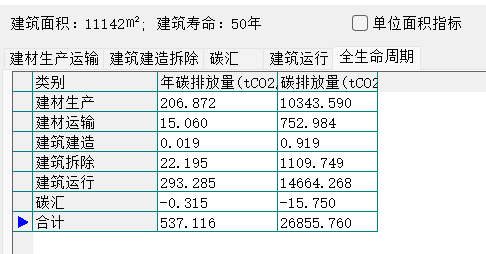 建筑面积：11142m²; 建筑寿命：50年 单位面积指标
建材生产运输 建筑建造拆除 碳汇 建筑运行 全生命周期
类别 年碳排放量(tCO2/ 碳排放量(tCO2
建材生产 206.872 10343.590
建材运输 15.060 752.984
建筑建造 0.019 0.919
建筑拆除 22.195 1109.749
建筑运行 293.285 14664.268
碳汇 -0.315 -15.750
合计 537.116 26855.760